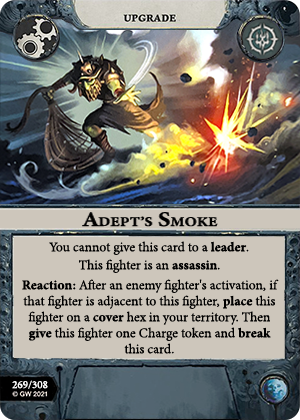 UPGRADE
ADEPT'S SMOKE
You cannot give this card to a leader.
This fighter is an assassin.
Reaction: After an enemy fighter's activation, if
that fighter is adjacent to this fighter, place this
fighter on a cover hex in your territory. Then
give this fighter one Charge token and break
this card.
269/308
© GW 2021